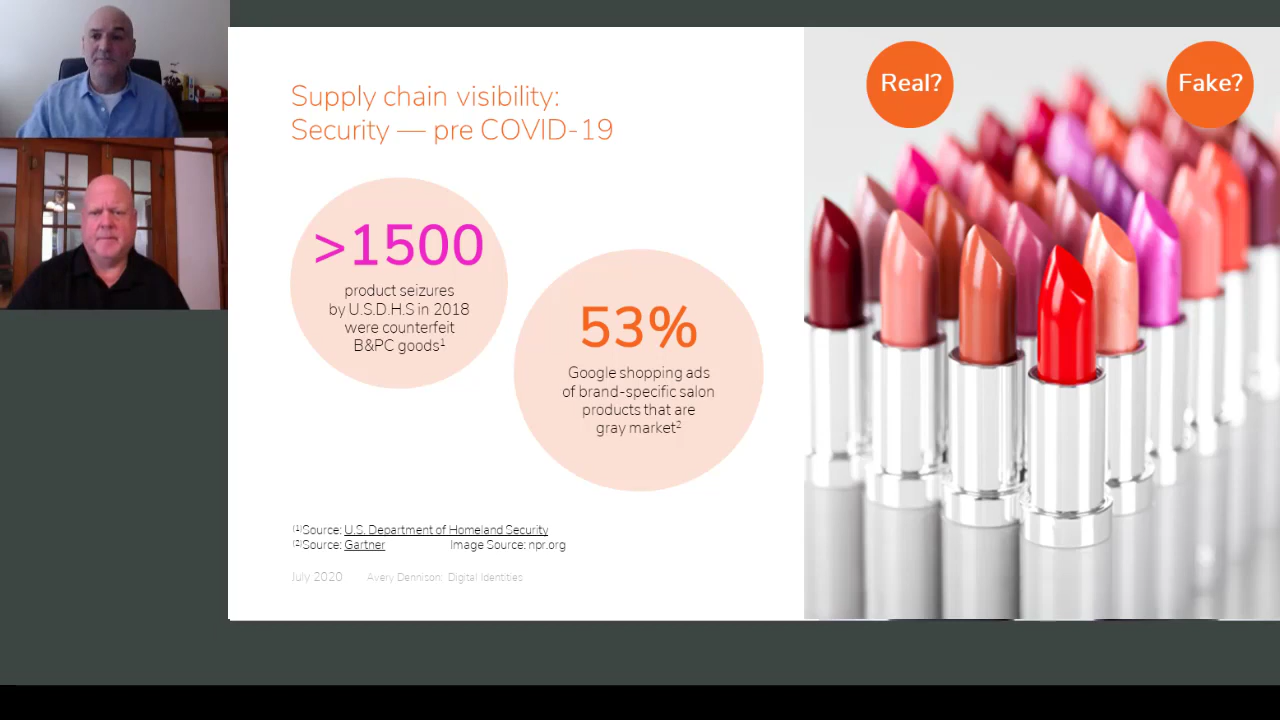 Supply chain visibility:
Security — pre COVID-19
>1500
product seizures
by U.S.D.H.S in 2018
were counterfeit
B&PC goods¹
53%
Google shopping ads
of brand-specific salon
products that are
gray market²
⁽¹⁾Source: U.S. Department of Homeland Security
⁽²⁾Source: Gartner Image Source: npr.org
July 2020 Avery Dennison: Digital Identities
Real?
Fake?